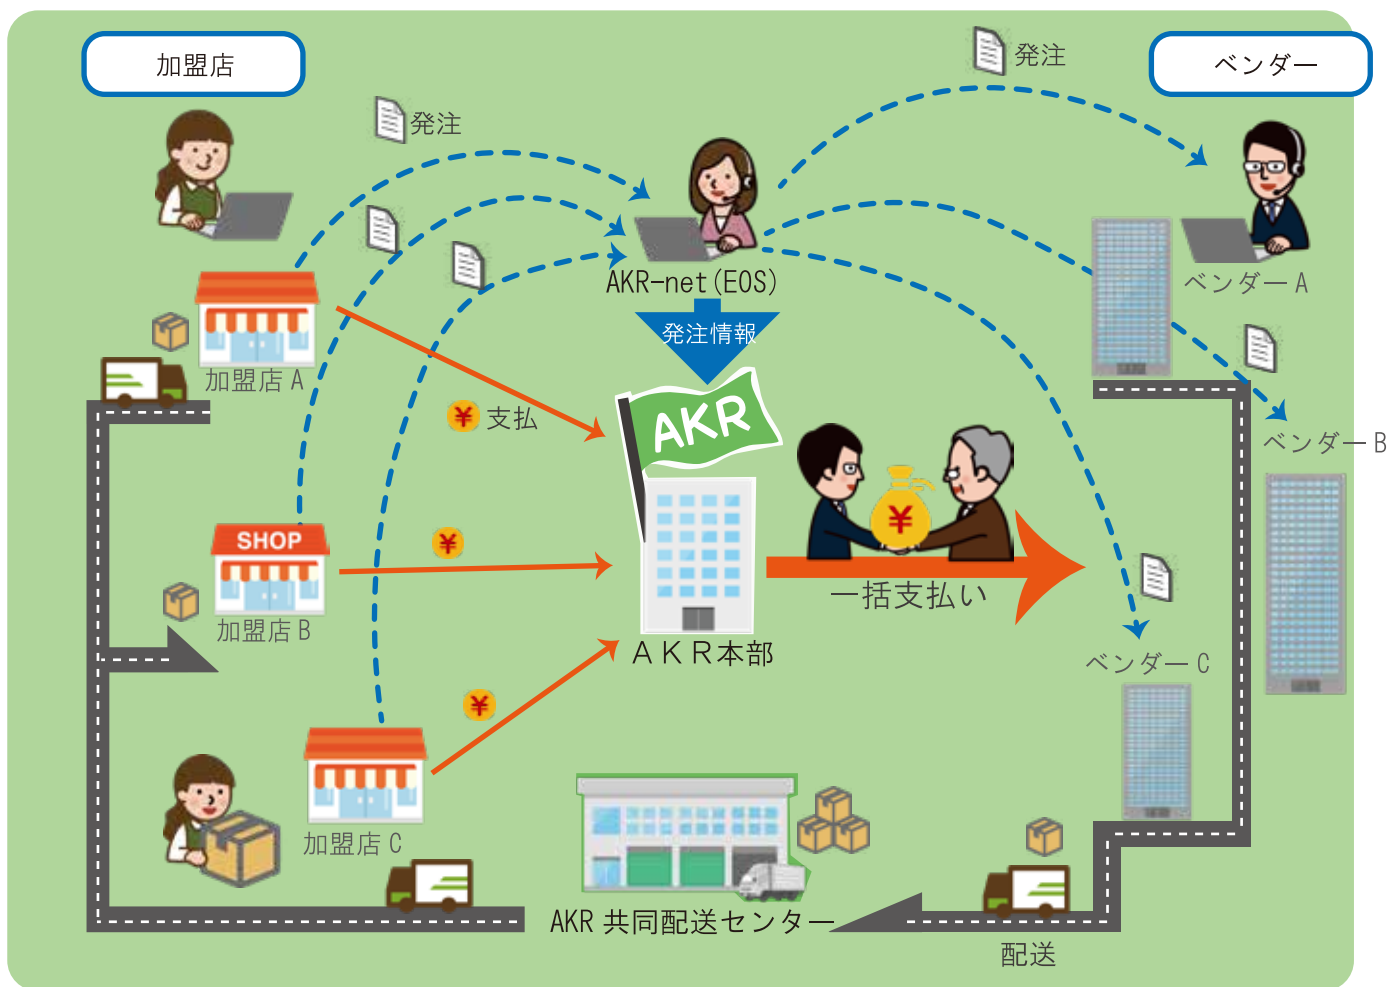 加盟店
発注
ベンダー
発注
AKR-net(EOS)
発注情報
ベンダーA
加盟店A
支払
AKR
ベンダーB
SHOP
加盟店B
一括支払い
AKR本部
ベンダーC
加盟店C
AKR 共同配送センター
配送
¥
¥
¥
¥